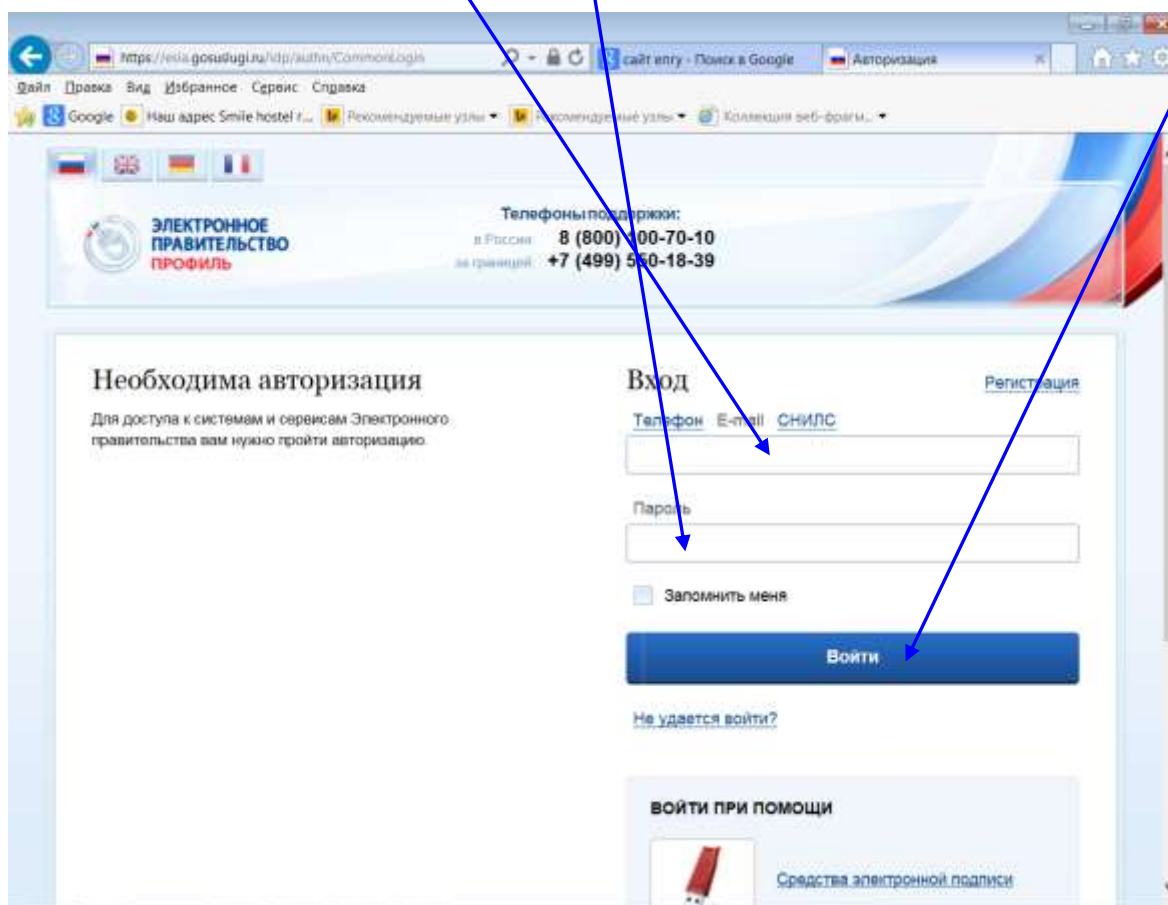 https://esia.gosuslugi.ru/idp/authn/CommonLogin
сайт епгу - Поиск в Google
Авторизация
Файл Правка Вид Избранное Сервис Справка
Google Наш адрес Smile hostel г... Рекомендуемые узлы Рекомендуемые узлы Коллекция веб-фрагм...
ЭЛЕКТРОННОЕ
ПРАВИТЕЛЬСТВО
ПРОФИЛЬ
Телефоны поддержки:
в России 8 (800) 100-70-10
за границей +7 (499) 550-18-39
Необходима авторизация
Для доступа к системам и сервисам Электронного
правительства вам нужно пройти авторизацию.
Вход
Регистрация
Телефон E-mail СНИЛС
Пароль
Запомнить меня
Войти
Не удается войти?
ВОЙТИ ПРИ ПОМОЩИ
Средства электронной подписи